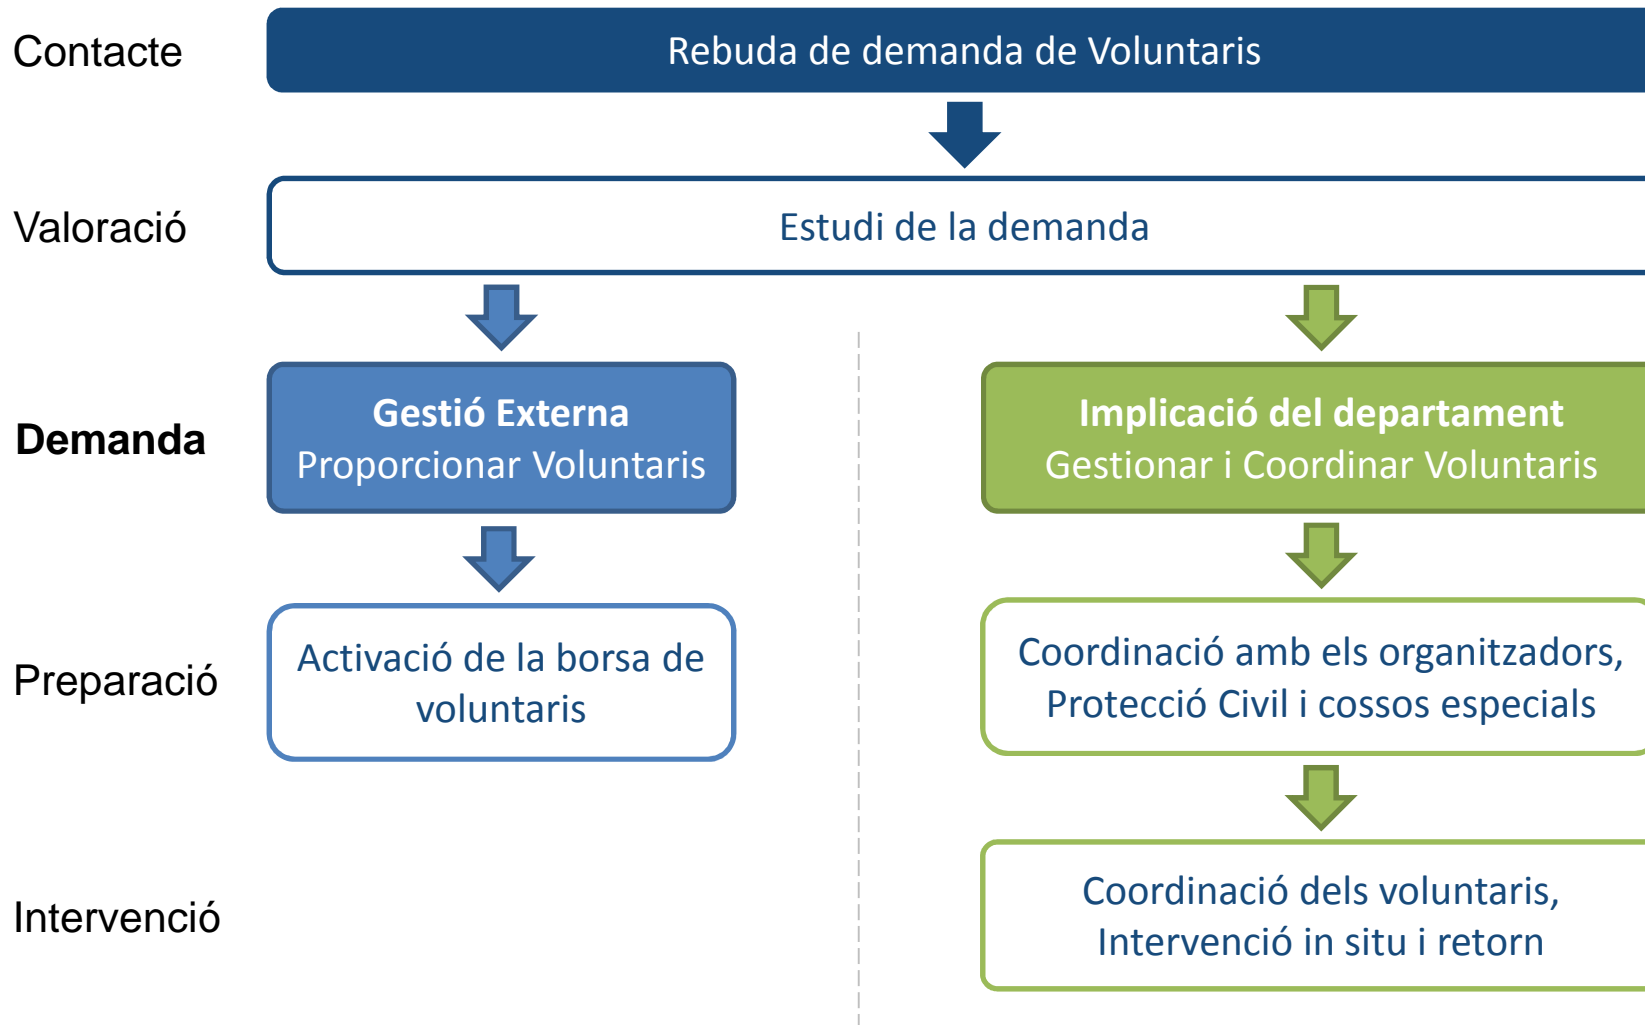 Contacte
Rebuda de demanda de Voluntaris
Valoració
Estudi de la demanda
Demanda
Gestió Externa
Proporcionar Voluntaris
Implicació del departament
Gestionar i Coordinar Voluntaris
Preparació
Activació de la borsa de
voluntaris
Coordinació amb els organitzadors,
Protecció Civil i cossos especials
Intervenció
Coordinació dels voluntaris,
Intervenció in situ i retorn